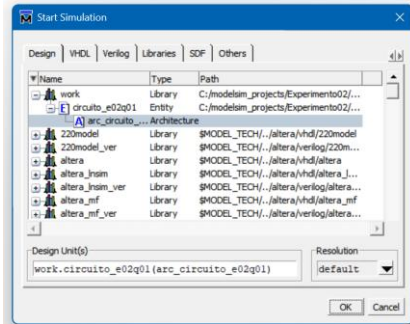 Start Simulation
Design VHDL Verilog Libraries SDF Others
Name Type Path
work Library C:/modelsim_projects/Experimento02/...
circuito_e02q01 Entity C:/modelsim_projects/Experimento02/...
arc_circuito_... Architecture
220model Library $MODEL_TECH/../altera/vhdl/220model
220model_ver Library $MODEL_TECH/../altera/verilog/220m...
altera Library $MODEL_TECH/../altera/vhdl/altera
altera_lnsim Library $MODEL_TECH/../altera/verilog/altera_l...
altera_lnsim_ver Library $MODEL_TECH/../altera/verilog/altera...
altera_mf Library $MODEL_TECH/../altera/vhdl/altera_mf
altera_mf_ver Library $MODEL_TECH/../altera/verilog/altera...
Design Unit(s) Resolution
work.circuito_e02q01(arc_circuito_e02q01) default
OK Cancel